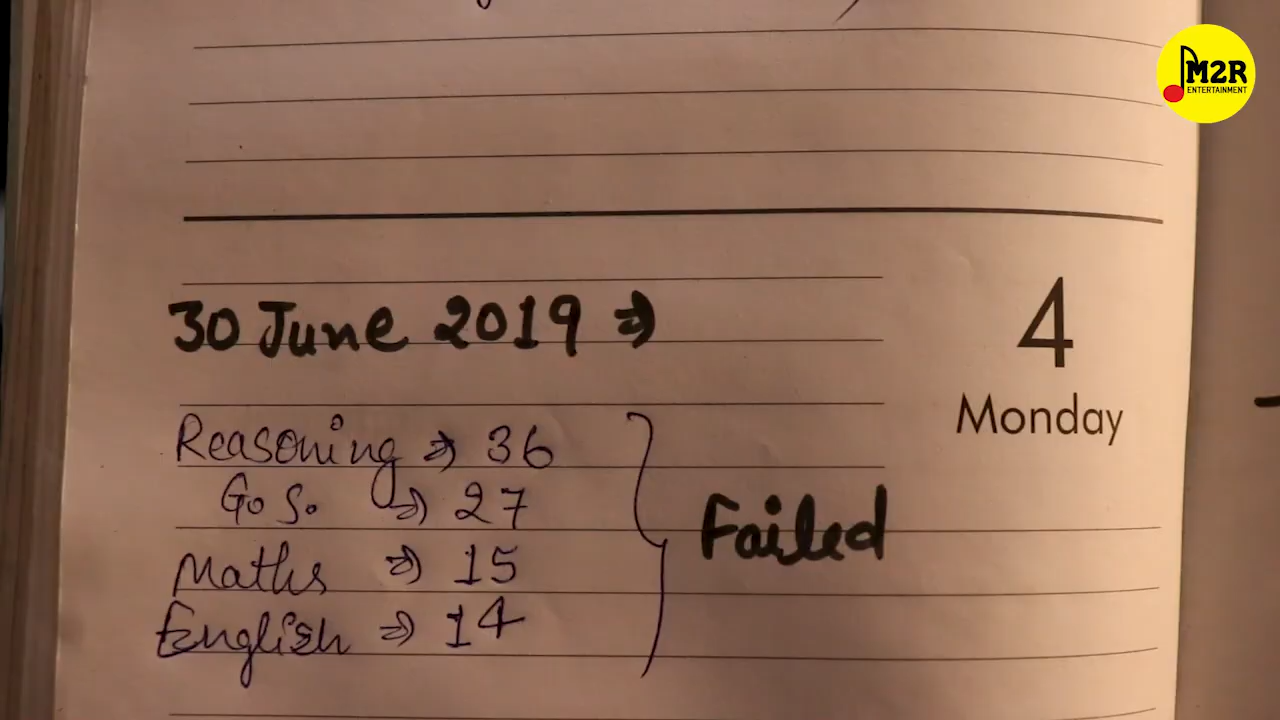 M2R
ENTERTAINMENT
30 June 2019 ⇒
4
Monday
Reasoning ⇒ 36
G.S. ⇒ 27
Maths ⇒ 15
English ⇒ 14
Failed